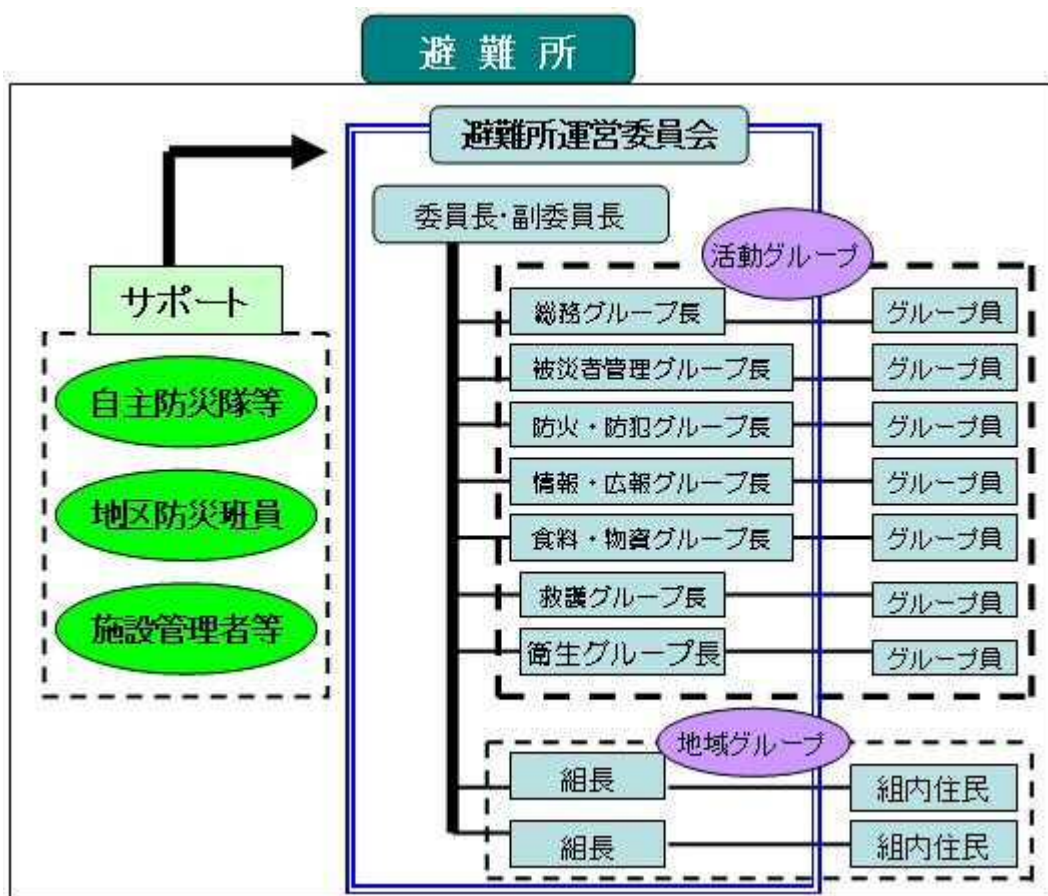 避難所
避難所運営委員会
委員長・副委員長
活動グループ
サポート
自主防災隊等
地区防災班員
施設管理者等
総務グループ長
グループ員
被災者管理グループ長
グループ員
防火・防犯グループ長
グループ員
情報・広報グループ長
グループ員
食料・物資グループ長
グループ員
救護グループ長
グループ員
衛生グループ長
グループ員
地域グループ
組長
組内住民
組長
組内住民